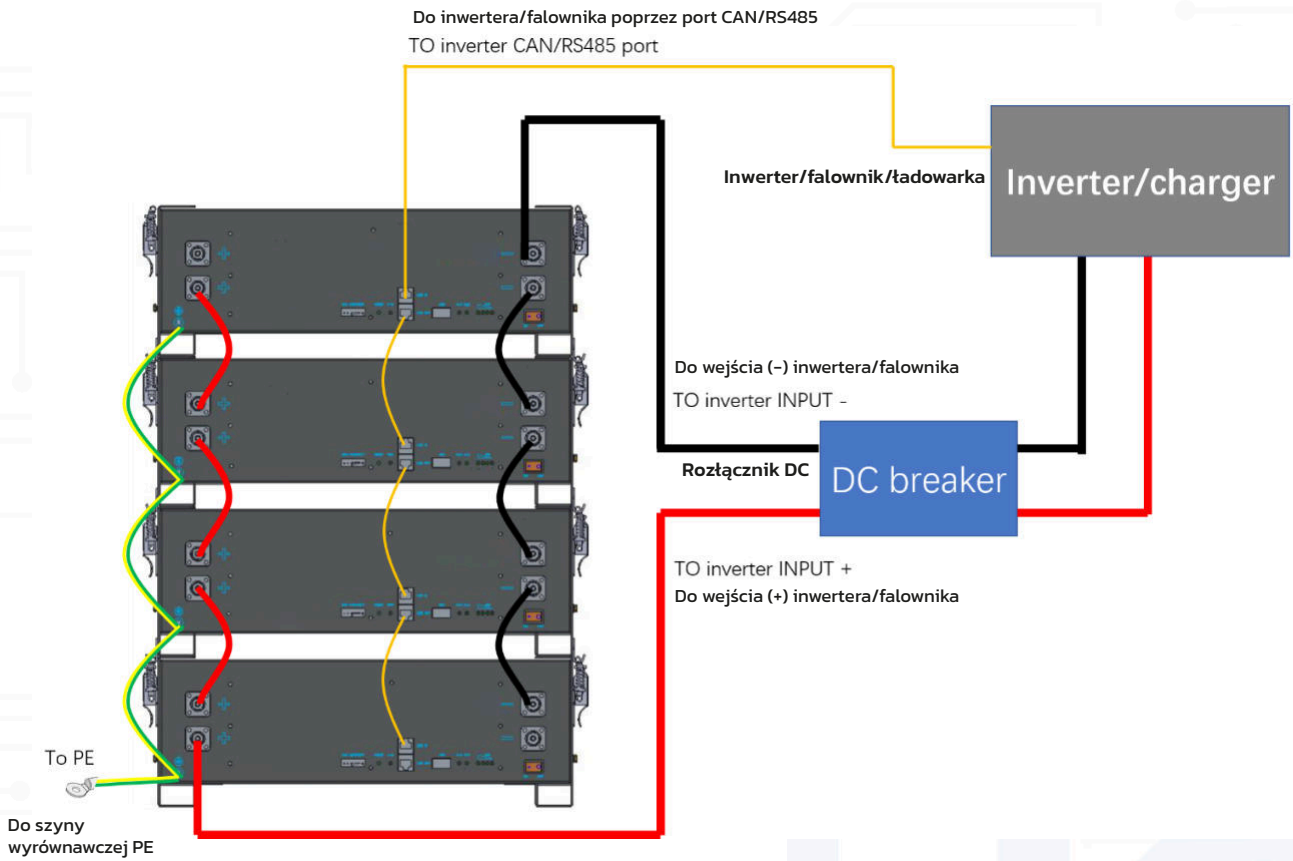 Do inwertera/falownika poprzez port CAN/RS485
TO inverter CAN/RS485 port
Inwerter/falownik/ładowarka
Inverter/charger
Do wejścia (-) inwertera/falownika
TO inverter INPUT -
Rozłącznik DC
DC breaker
TO inverter INPUT +
Do wejścia (+) inwertera/falownika
To PE
Do szyny
wyrównawczej PE